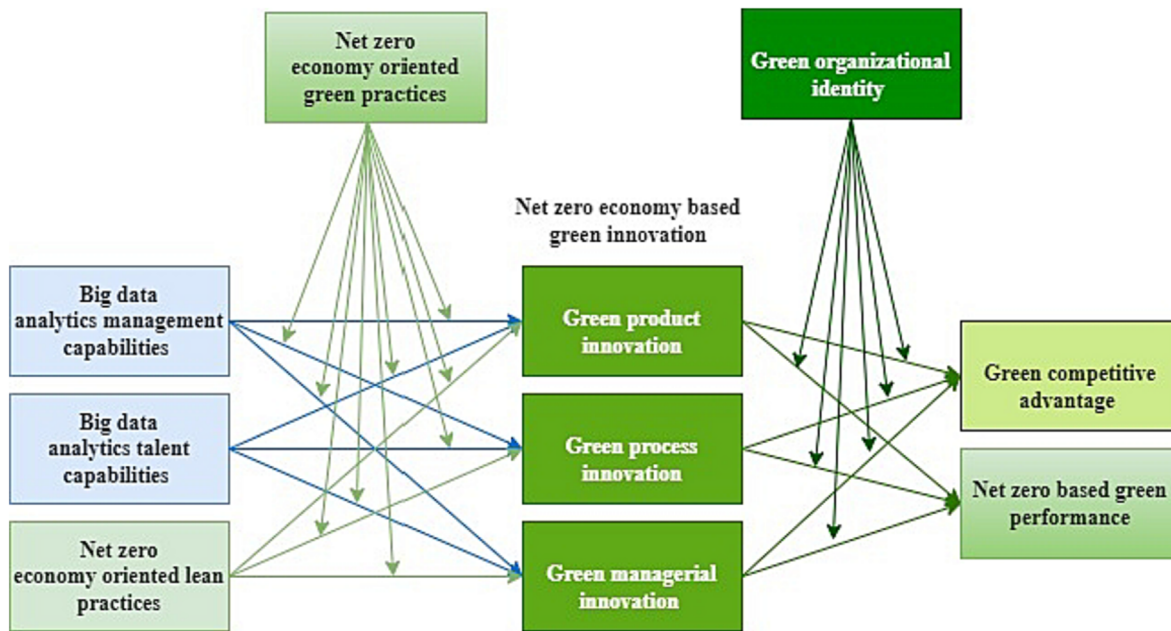 Net zero
economy oriented
green practices
Green organizational
identity
Net zero economy based
green innovation
Big data
analytics management
capabilities
Green product
innovation
Green competitive
advantage
Big data
analytics talent
capabilities
Green process
innovation
Net zero based green
performance
Net zero
economy oriented lean
practices
Green managerial
innovation